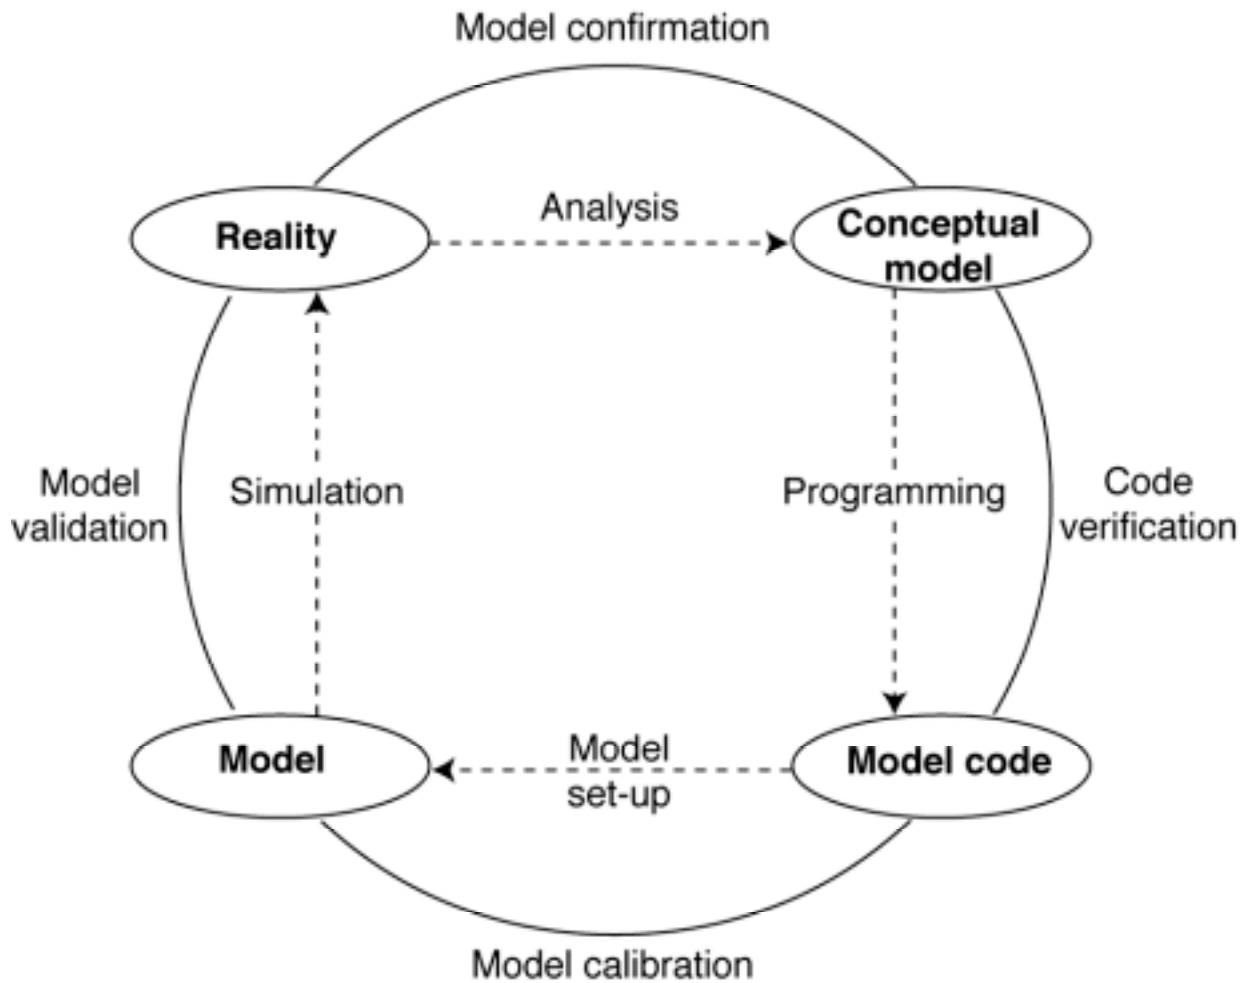 Model confirmation
Analysis
Reality
Conceptual
model
Model
validation
Simulation
Programming
Code
verification
Model
set-up
Model
Model code
Model calibration